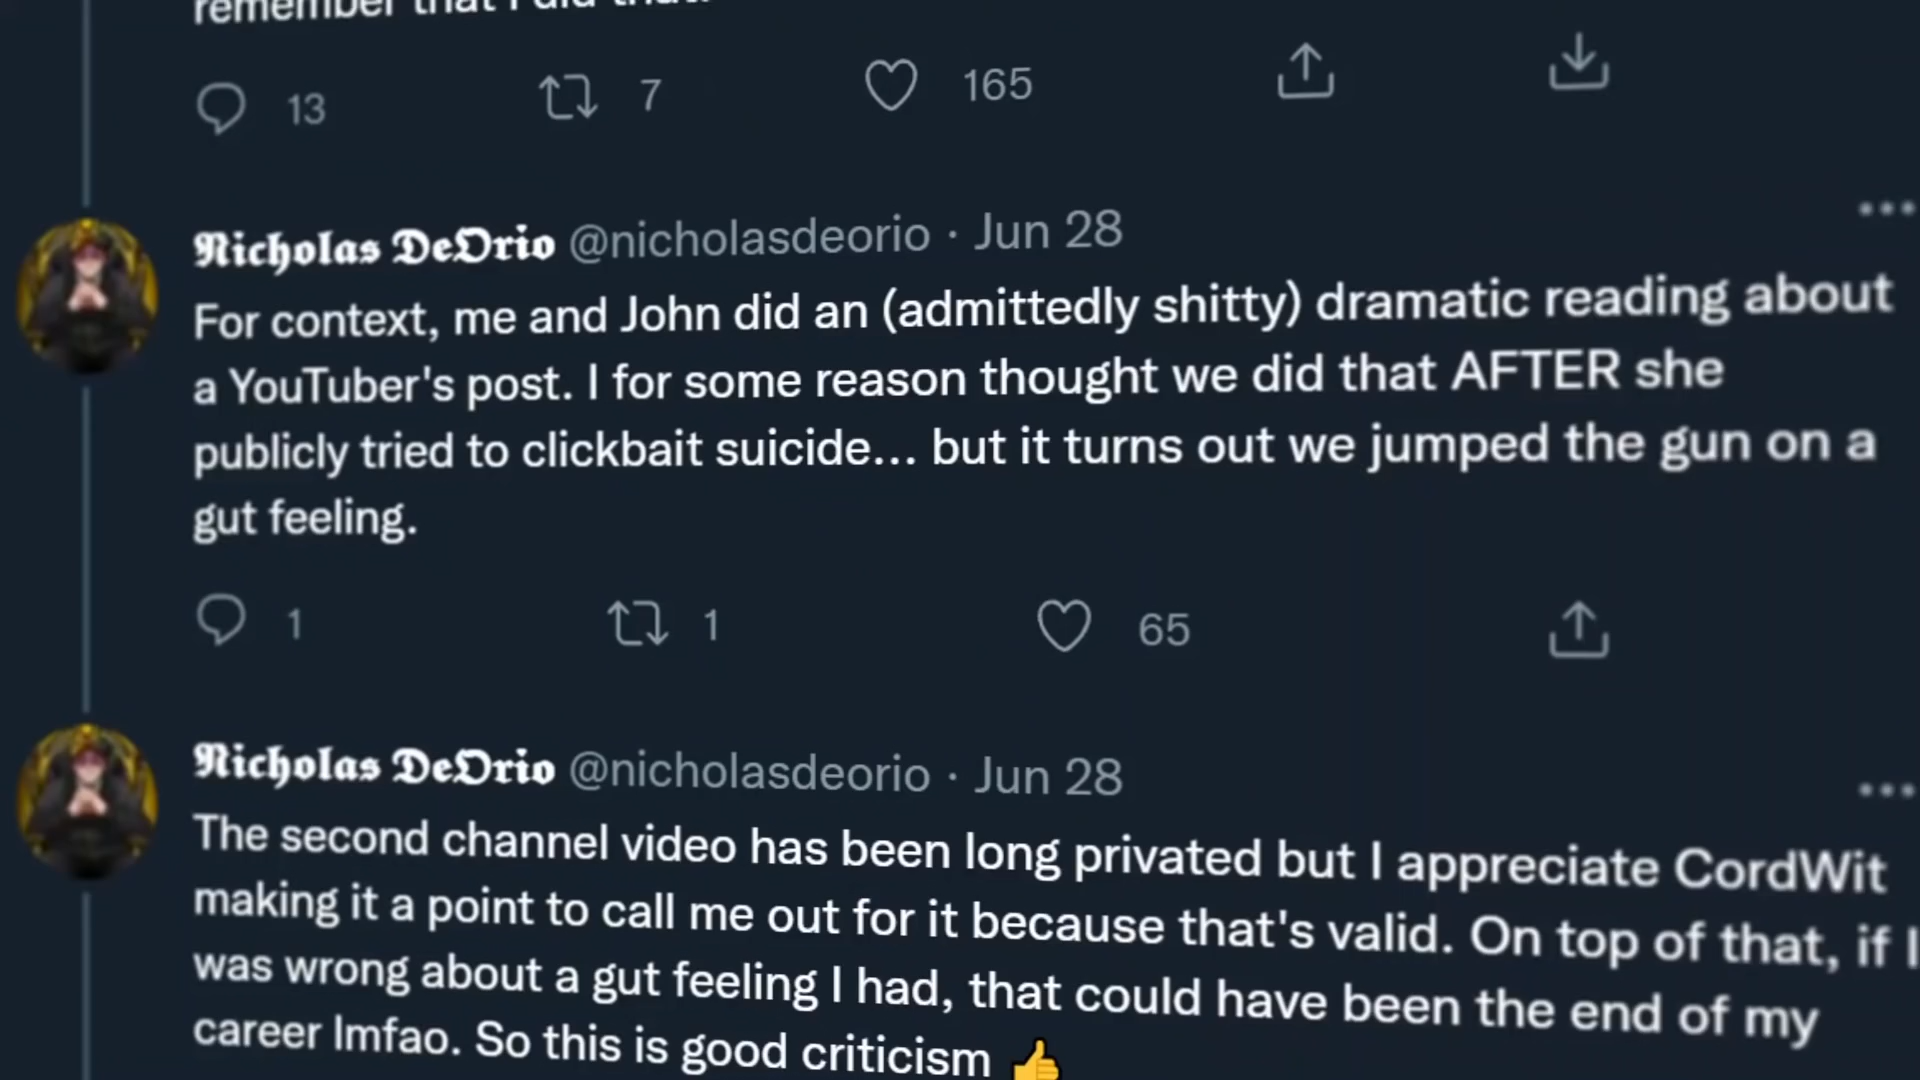 remember that I did that.
13 7 165
𝕹𝖎𝖈𝖍𝖔𝖑𝖆𝖘 𝕯𝖊𝕺𝖗𝖎𝖔 @nicholasdeorio · Jun 28
For context, me and John did an (admittedly shitty) dramatic reading about
a YouTuber's post. I for some reason thought we did that AFTER she
publicly tried to clickbait suicide... but it turns out we jumped the gun on a
gut feeling.
1 1 65
𝕹𝖎𝖈𝖍𝖔𝖑𝖆𝖘 𝕯𝖊𝕺𝖗𝖎𝖔 @nicholasdeorio · Jun 28
The second channel video has been long privated but I appreciate CordWit
making it a point to call me out for it because that's valid. On top of that, if I
was wrong about a gut feeling I had, that could have been the end of my
career lmfao. So this is good criticism 👍